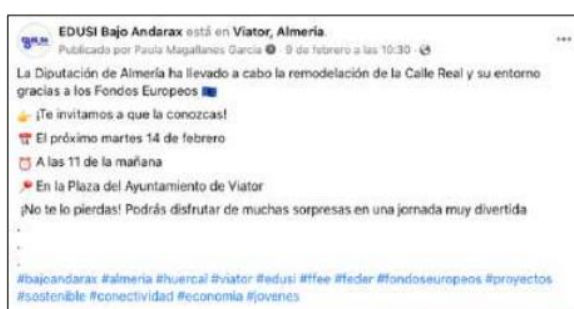 EDUSI Bajo Andarax está en Viator, Almería.
Publicado por Paula Magallanes Garcia · 9 de febrero a las 10:30 ·
La Diputación de Almería ha llevado a cabo la remodelación de la Calle Real y su entorno
gracias a los Fondos Europeos 🇪🇺
👉 ¡Te invitamos a que la conozcas!
📆 El próximo martes 14 de febrero
⏰ A las 11 de la mañana
📍 En la Plaza del Ayuntamiento de Viator
¡No te lo pierdas! Podrás disfrutar de muchas sorpresas en una jornada muy divertida
.
.
.
#bajoandarax #almeria #huercal #viator #edusi #ffee #feder #fondoseuropeos #proyectos
#sostenible #conectividad #economia #jovenes